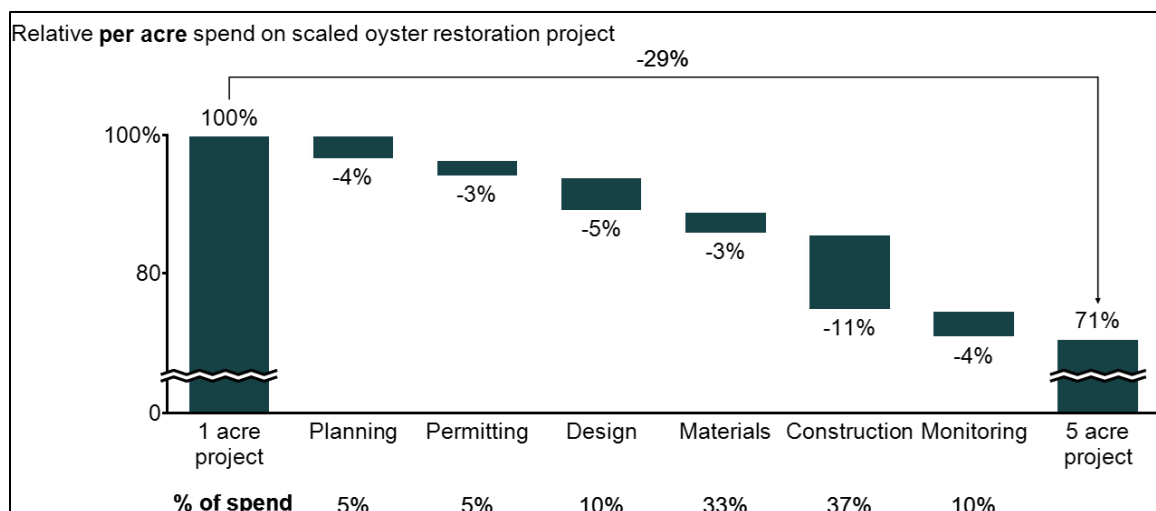 Relative per acre spend on scaled oyster restoration project
-29%
100%
100%
-4%
-3%
-5%
-3%
80
-11%
-4%
71%
0
1 acre project
Planning
Permitting
Design
Materials
Construction
Monitoring
5 acre project
% of spend 5% 5% 10% 33% 37% 10%